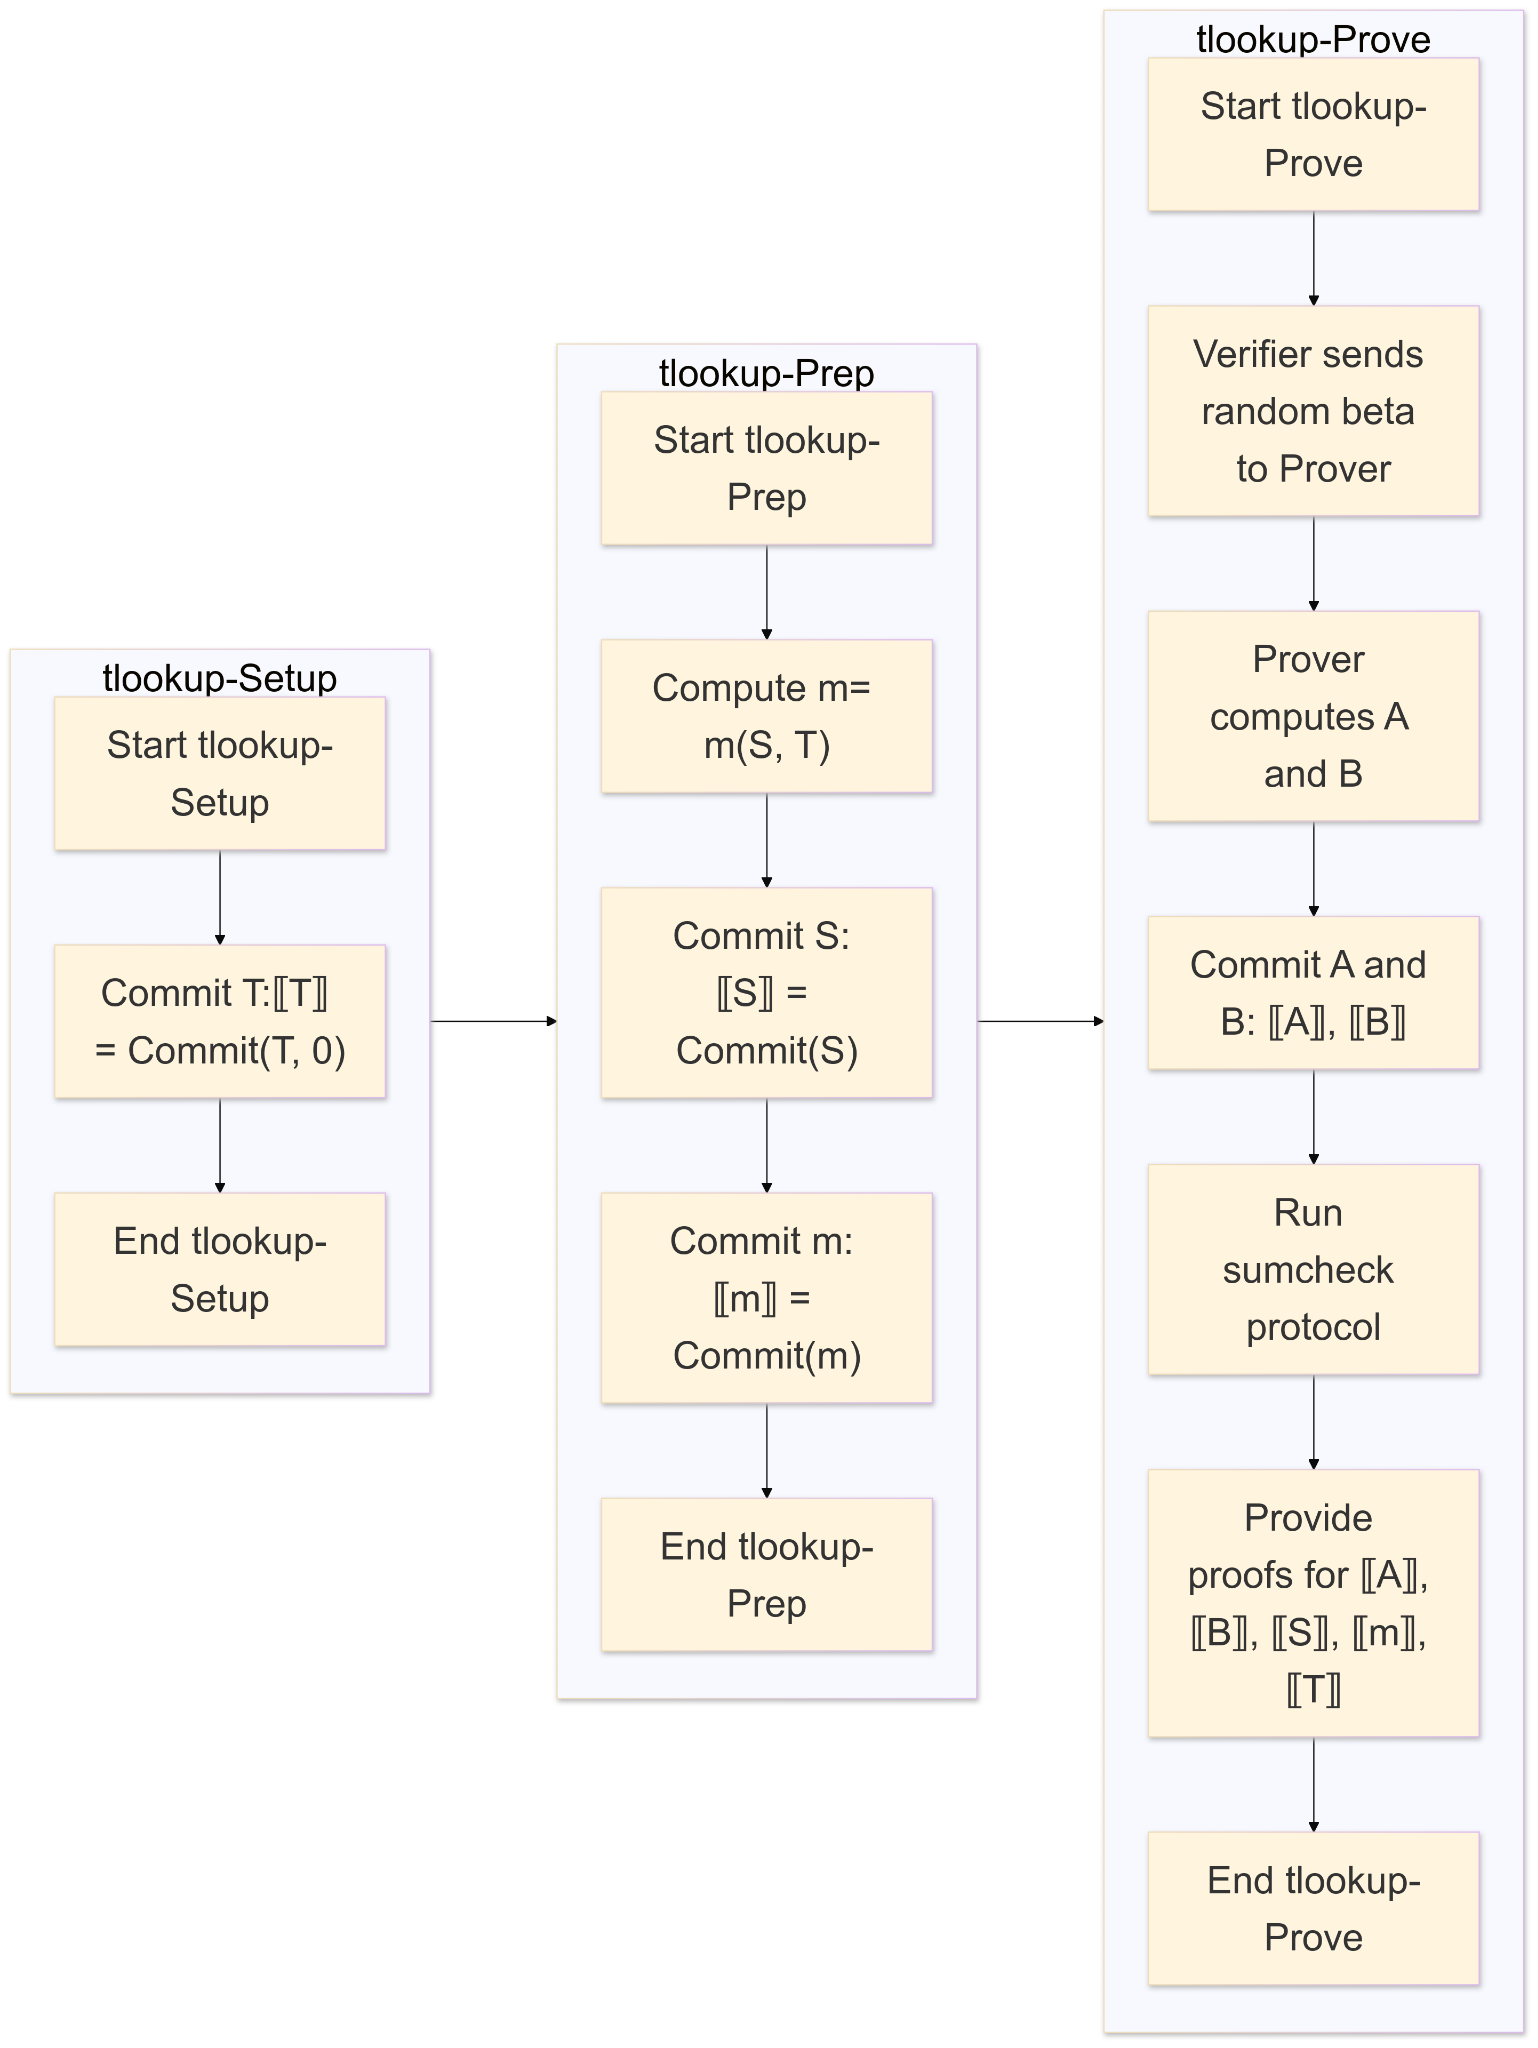 tlookup-Setup
Start tlookup-
Setup
Commit T:⟦T⟧
= Commit(T, 0)
End tlookup-
Setup
tlookup-Prep
Start tlookup-
Prep
Compute m=
m(S, T)
Commit S:
⟦S⟧ =
Commit(S)
Commit m:
⟦m⟧ =
Commit(m)
End tlookup-
Prep
tlookup-Prove
Start tlookup-
Prove
Verifier sends
random beta
to Prover
Prover
computes A
and B
Commit A and
B: ⟦A⟧, ⟦B⟧
Run
sumcheck
protocol
Provide
proofs for ⟦A⟧,
⟦B⟧, ⟦S⟧, ⟦m⟧,
⟦T⟧
End tlookup-
Prove